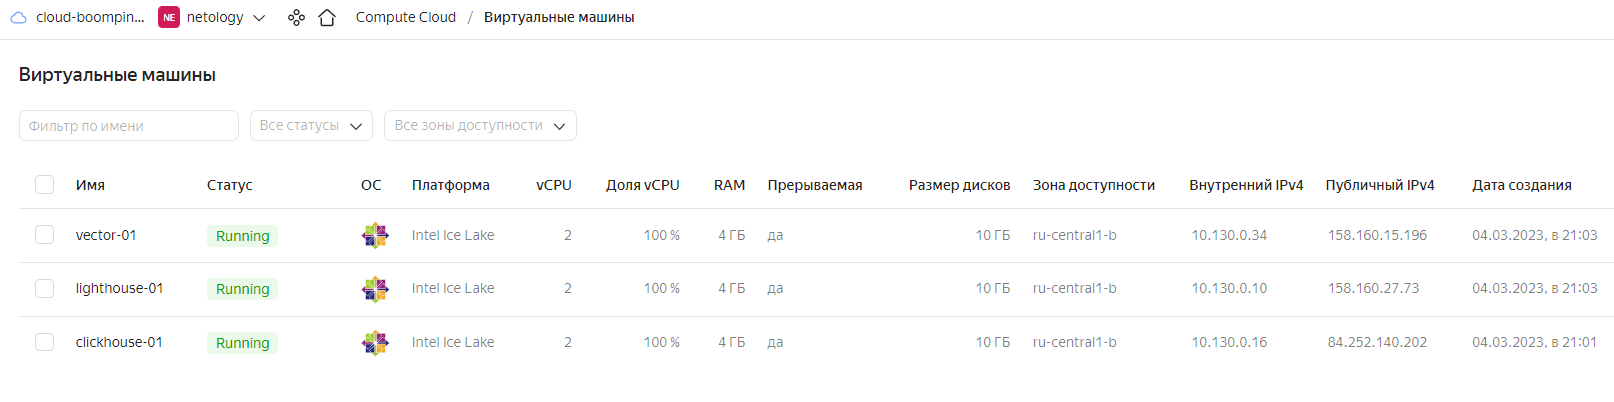 cloud-boompin... NE netology Compute Cloud / Виртуальные машины
Виртуальные машины
Фильтр по имени Все статусы Все зоны доступности
Имя Статус ОС Платформа vCPU Доля vCPU RAM Прерываемая Размер дисков Зона доступности Внутренний IPv4 Публичный IPv4 Дата создания
vector-01 Running Intel Ice Lake 2 100 % 4 ГБ да 10 ГБ ru-central1-b 10.130.0.34 158.160.15.196 04.03.2023, в 21:03
lighthouse-01 Running Intel Ice Lake 2 100 % 4 ГБ да 10 ГБ ru-central1-b 10.130.0.10 158.160.27.73 04.03.2023, в 21:03
clickhouse-01 Running Intel Ice Lake 2 100 % 4 ГБ да 10 ГБ ru-central1-b 10.130.0.16 84.252.140.202 04.03.2023, в 21:01